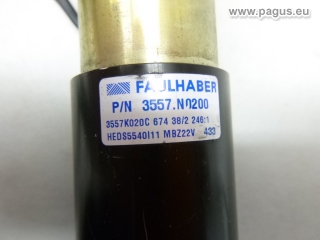 www.pagus.eu
FAULHABER
P/N 3557.N0200
3557K020C 674 38/2 246:1
HEDS5540I11 MBZ22V 433